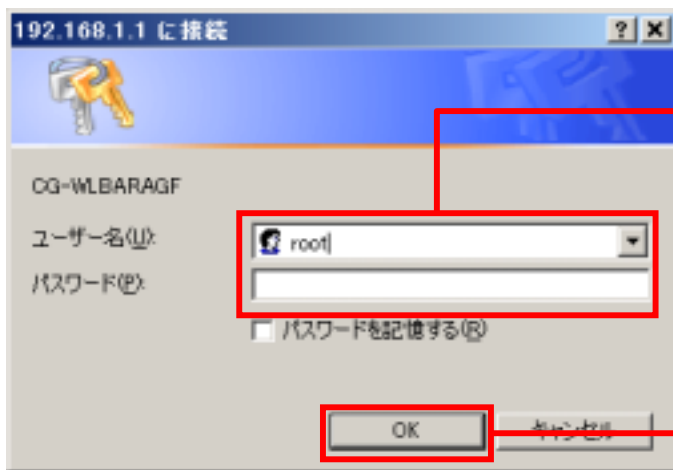 192.168.1.1 に接続
CG-WLBARAGF
ユーザー名(U):
root
パスワード(P):
パスワードを記憶する(R)
OK
キャンセル